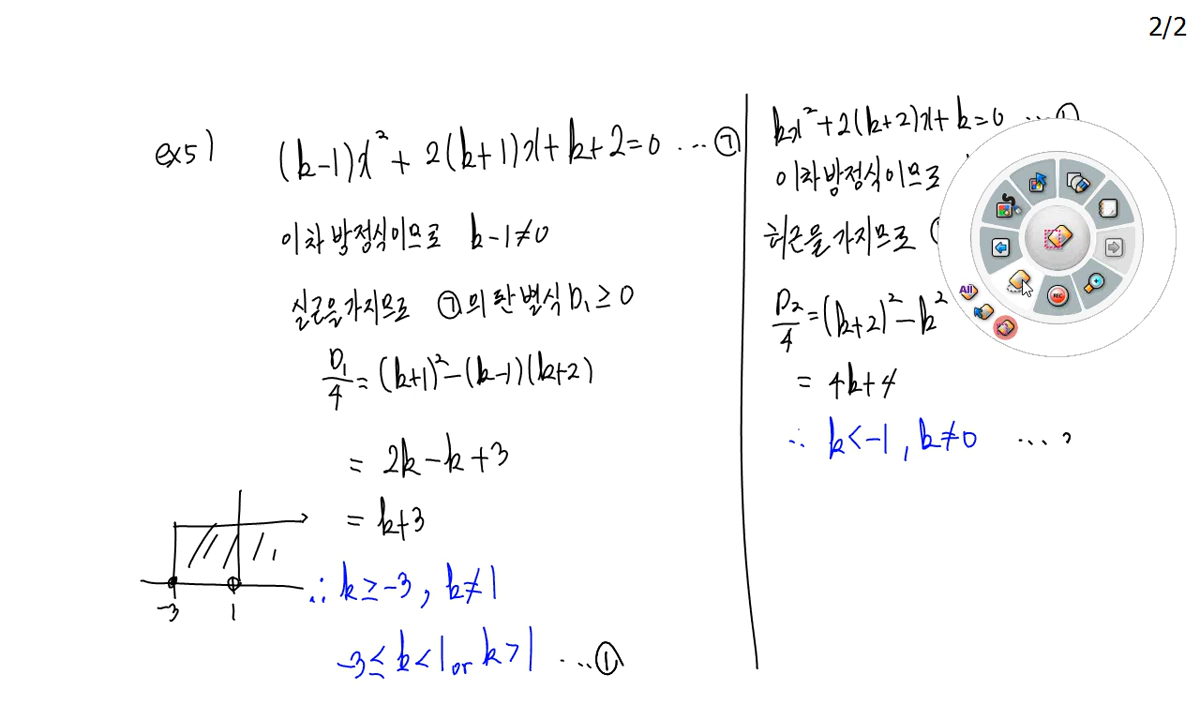 2/2
ex5) (k-1)x²+2(k+1)x+k+2=0 ... ㉠
이차 방정식이므로 k-1≠0
실근을 가지므로 ㉠의 판별식 D₁≥0
D₁/4=(k+1)²-(k-1)(k+2)
= 2k-k+3
= k+3
∴ k≥-3, k≠1
-3≤k<1 or k>1 ... ①
-3 1
kx²+2(k+2)x+k=0 ...
이차방정식이므로
허근을 가지므로
D₂/4=(k+2)²-k²
= 4k+4
∴ k<-1, k≠0 ...
All
REC